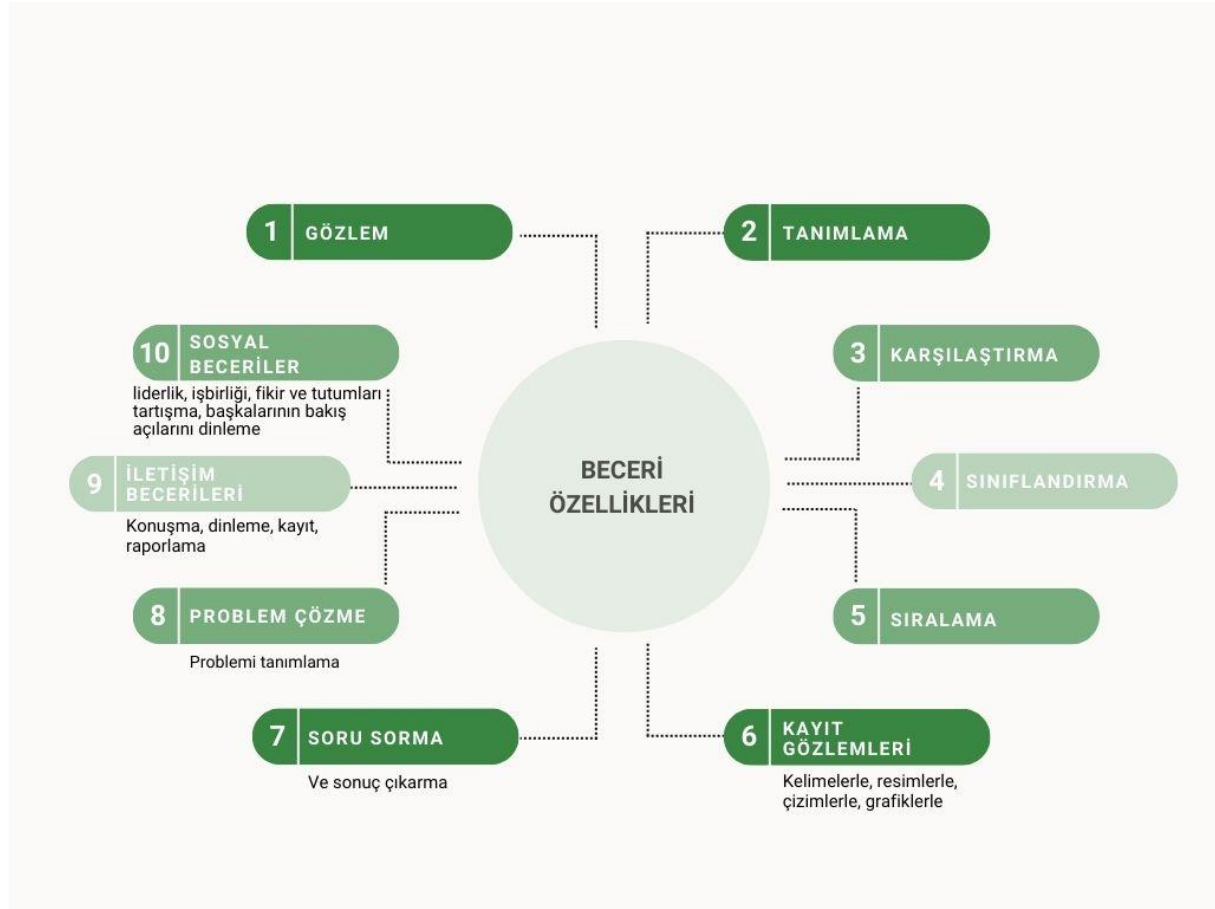 1 GÖZLEM
2 TANIMLAMA
10 SOSYAL
BECERİLER
liderlik, işbirliği, fikir ve tutumları
tartışma, başkalarının bakış
açılarını dinleme
3 KARŞILAŞTIRMA
9 İLETİŞİM
BECERİLERİ
Konuşma, dinleme, kayıt,
raporlama
BECERİ
ÖZELLİKLERİ
4 SINIFLANDIRMA
8 PROBLEM ÇÖZME
Problemi tanımlama
5 SIRALAMA
7 SORU SORMA
Ve sonuç çıkarma
6 KAYIT
GÖZLEMLERİ
Kelimelerle, resimlerle,
çizimlerle, grafiklerle